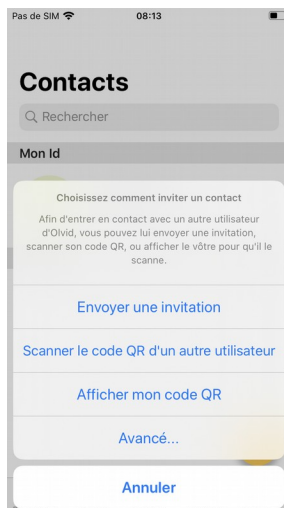 Pas de SIM 08:13
Contacts
Rechercher
Mon Id
Choisissez comment inviter un contact
Afin d'entrer en contact avec un autre utilisateur
d'Olvid, vous pouvez lui envoyer une invitation,
scanner son code QR, ou afficher le vôtre pour qu'il le
scanne.
Envoyer une invitation
Scanner le code QR d'un autre utilisateur
Afficher mon code QR
Avancé...
Annuler